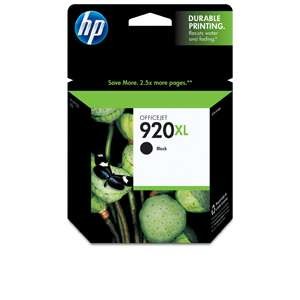 hp
DURABLE
PRINTING.
Resists water
and fading.
Save More. 2.5x more pages.**
OFFICEJET
920XL
Black